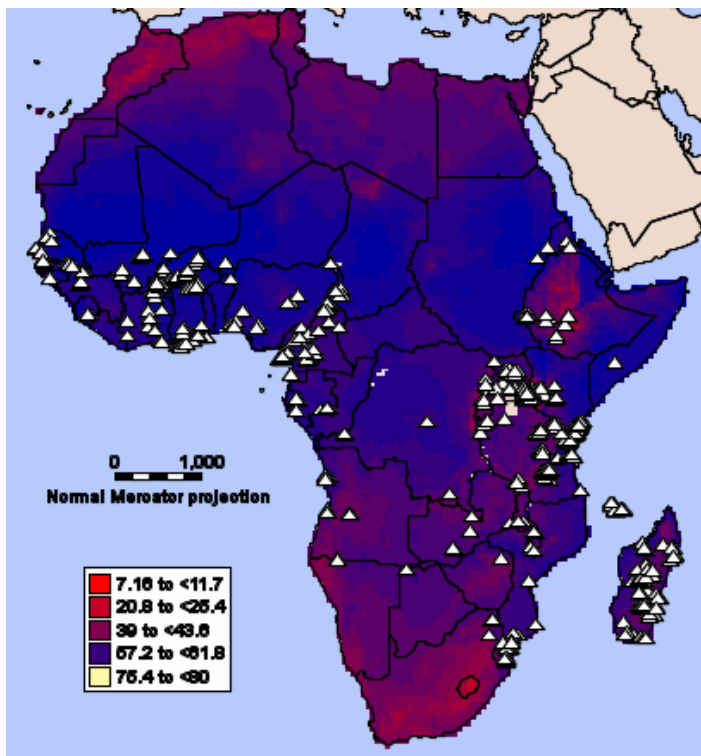 0 1,000
Normal Mercator projection
7.16 to <11.7
20.8 to <25.4
39 to <43.6
57.2 to <61.8
75.4 to <80